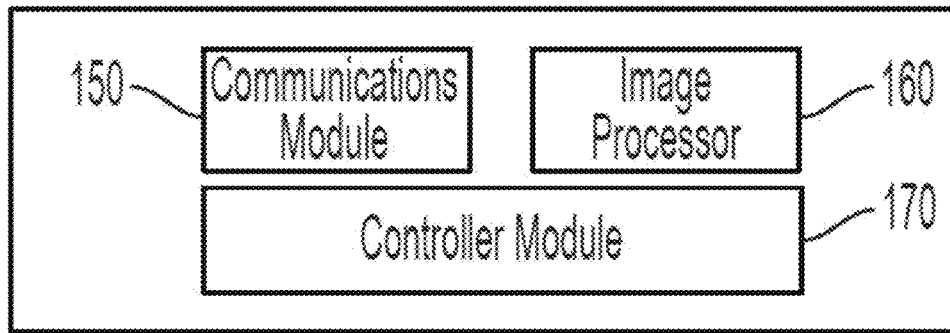 150
Communications
Module
Image
Processor
160
Controller Module
170